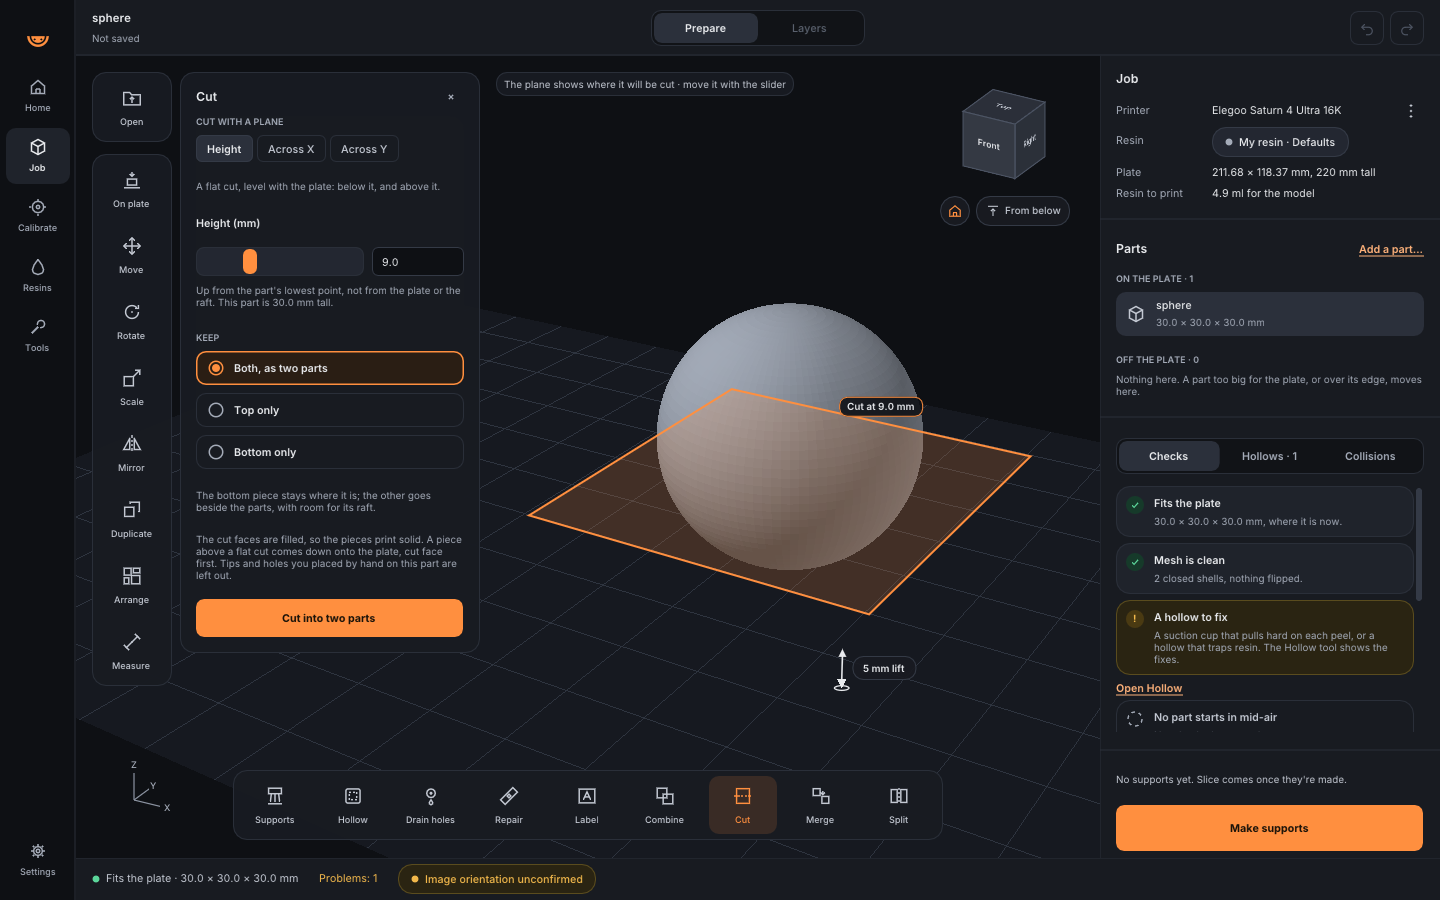 sphere
Not saved
Prepare
Layers
Home
Job
Calibrate
Resins
Tools
Settings
Open
On plate
Move
Rotate
Scale
Mirror
Duplicate
Arrange
Measure
Cut
CUT WITH A PLANE
Height
Across X
Across Y
A flat cut, level with the plate: below it, and above it.
Height (mm)
9.0
Up from the part's lowest point, not from the plate or the
raft. This part is 30.0 mm tall.
KEEP
Both, as two parts
Top only
Bottom only
The bottom piece stays where it is; the other goes
beside the parts, with room for its raft.
The cut faces are filled, so the pieces print solid. A piece
above a flat cut comes down onto the plate, cut face
first. Tips and holes you placed by hand on this part are
left out.
Cut into two parts
The plane shows where it will be cut · move it with the slider
Top
Front
Right
From below
Cut at 9.0 mm
5 mm lift
Z
Y
X
Supports
Hollow
Drain holes
Repair
Label
Combine
Cut
Merge
Split
Job
Printer
Elegoo Saturn 4 Ultra 16K
Resin
My resin · Defaults
Plate
211.68 × 118.37 mm, 220 mm tall
Resin to print
4.9 ml for the model
Parts
Add a part...
ON THE PLATE · 1
sphere
30.0 × 30.0 × 30.0 mm
OFF THE PLATE · 0
Nothing here. A part too big for the plate, or over its edge, moves
here.
Checks
Hollows · 1
Collisions
Fits the plate
30.0 × 30.0 × 30.0 mm, where it is now.
Mesh is clean
2 closed shells, nothing flipped.
A hollow to fix
A suction cup that pulls hard on each peel, or a
hollow that traps resin. The Hollow tool shows the
fixes.
Open Hollow
No part starts in mid-air
No supports yet. Slice comes once they're made.
Make supports
Fits the plate · 30.0 × 30.0 × 30.0 mm
Problems: 1
Image orientation unconfirmed